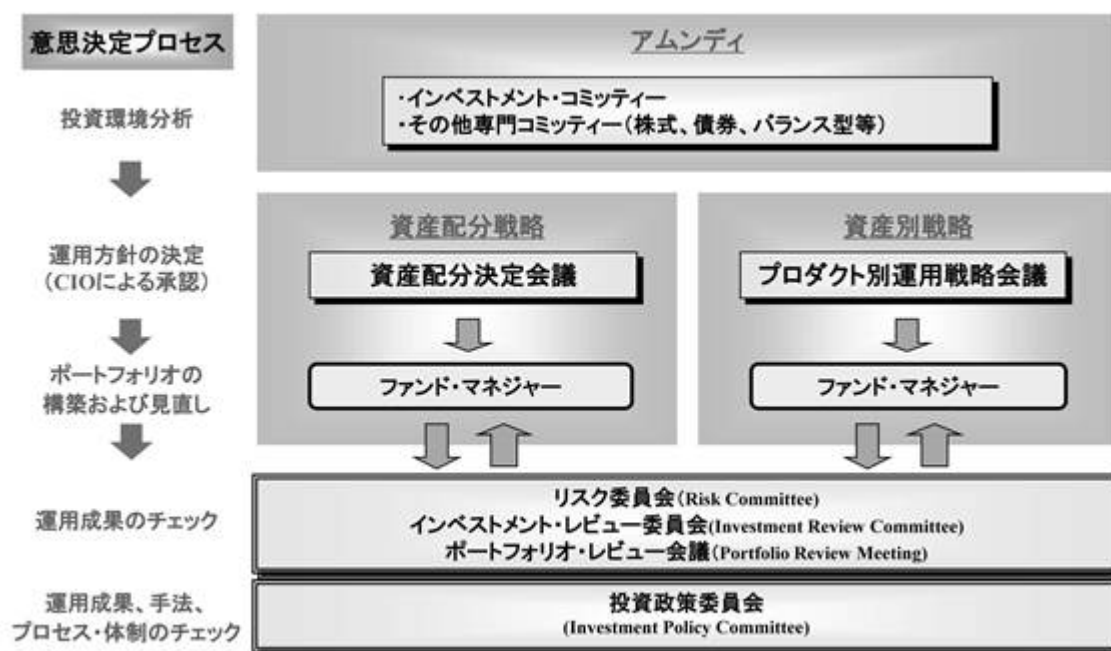 意思決定プロセス
アムンディ
・インベストメント・コミッティー
・その他専門コミッティー(株式、債券、バランス型等)
投資環境分析
資産配分戦略
資産別戦略
運用方針の決定
(CIOによる承認)
資産配分決定会議
プロダクト別運用戦略会議
ポートフォリオの
構築および見直し
ファンド・マネジャー
ファンド・マネジャー
運用成果のチェック
リスク委員会(Risk Committee)
インベストメント・レビュー委員会(Investment Review Committee)
ポートフォリオ・レビュー会議(Portfolio Review Meeting)
運用成果、手法、
プロセス・体制のチェック
投資政策委員会
(Investment Policy Committee)